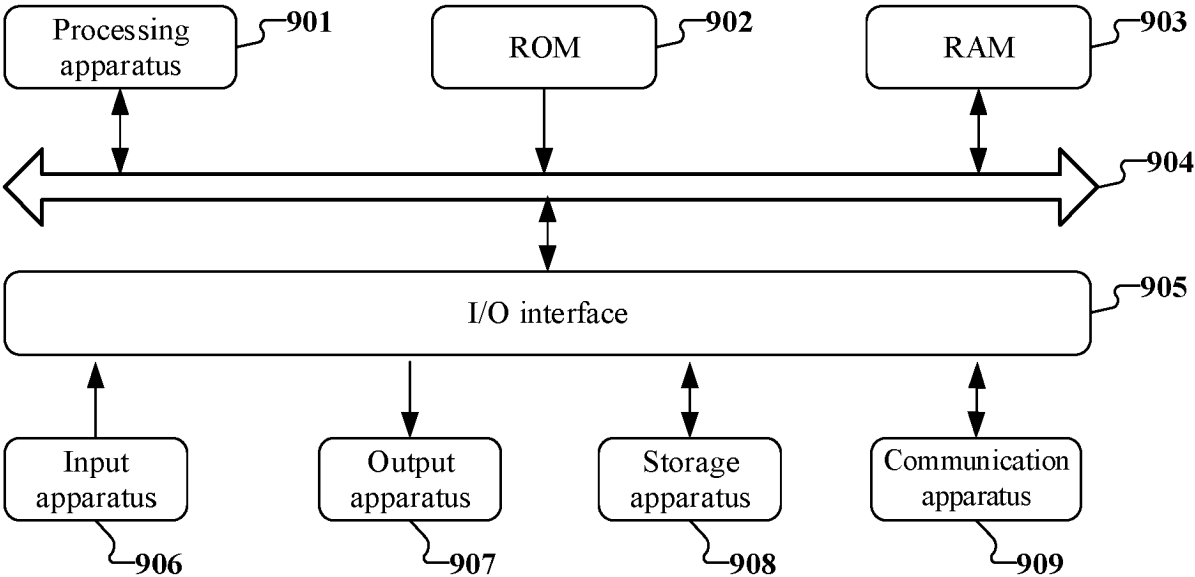 Processing
apparatus
901
ROM
902
RAM
903
904
I/O interface
905
Input
apparatus
906
Output
apparatus
907
Storage
apparatus
908
Communication
apparatus
909